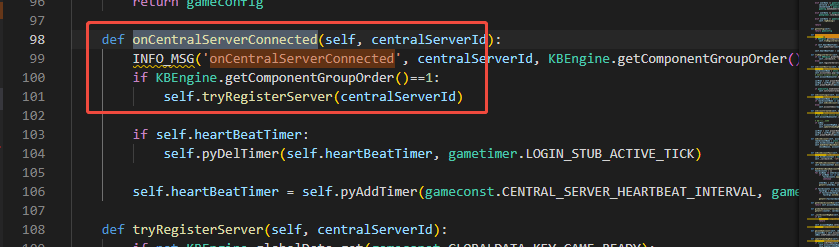 96 return gameconfig
97
98 def onCentralServerConnected(self, centralServerId):
99 INFO_MSG('onCentralServerConnected', centralServerId, KBEngine.getComponentGroupOrder()
100 if KBEngine.getComponentGroupOrder()==1:
101 self.tryRegisterServer(centralServerId)
102
103 if self.heartBeatTimer:
104 self.pyDelTimer(self.heartBeatTimer, gametimer.LOGIN_STUB_ACTIVE_TICK)
105
106 self.heartBeatTimer = self.pyAddTimer(gameconst.CENTRAL_SERVER_HEARTBEAT_INTERVAL, game
107
108 def tryRegisterServer(self, centralServerId):
109 if not KBEngine.globalData.get(gameconst.GLOBALDATA_KEY_GAME_READY):